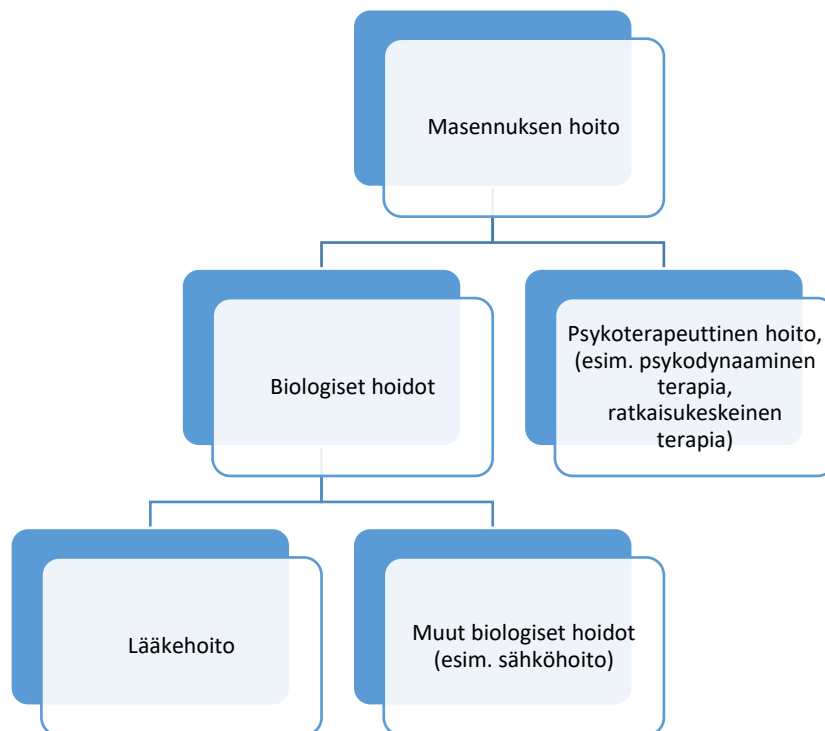 Masennuksen hoito
Biologiset hoidot
Psykoterapeuttinen hoito,
(esim. psykodynaaminen
terapia,
ratkaisukeskeinen
terapia)
Lääkehoito
Muut biologiset hoidot
(esim. sähköhoito)